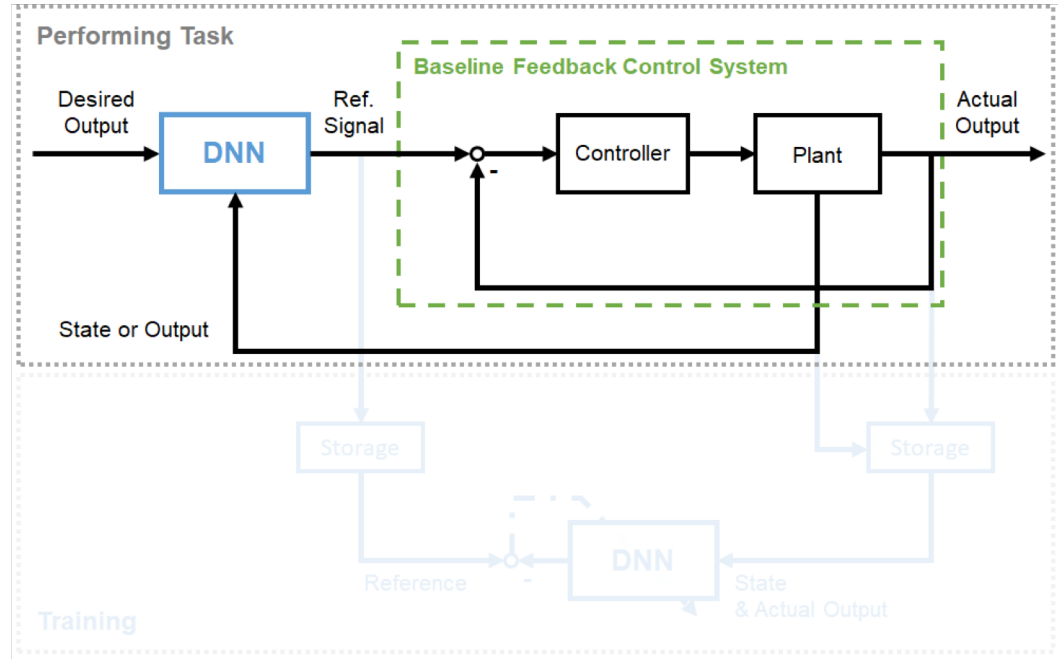 Performing Task
Baseline Feedback Control System
Desired
Output
DNN
Ref.
Signal
-
Controller
Plant
Actual
Output
State or Output
Storage
Storage
DNN
-
Reference
State
& Actual Output
Training